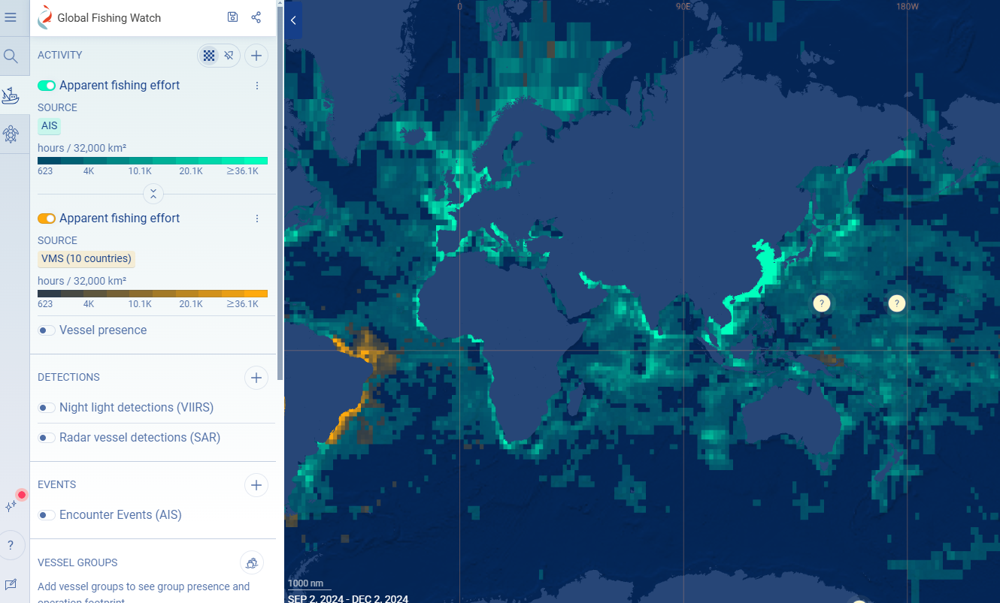 Global Fishing Watch
ACTIVITY
Apparent fishing effort
SOURCE
AIS
hours / 32,000 km²
623 4K 10.1K 20.1K ≥36.1K
Apparent fishing effort
SOURCE
VMS (10 countries)
hours / 32,000 km²
623 4K 10.1K 20.1K ≥36.1K
Vessel presence
DETECTIONS
Night light detections (VIIRS)
Radar vessel detections (SAR)
EVENTS
Encounter Events (AIS)
VESSEL GROUPS
Add vessel groups to see group presence and
operation footprint.
?
0 90E 180W
? ?
1000 nm
SEP 2, 2024 - DEC 2, 2024